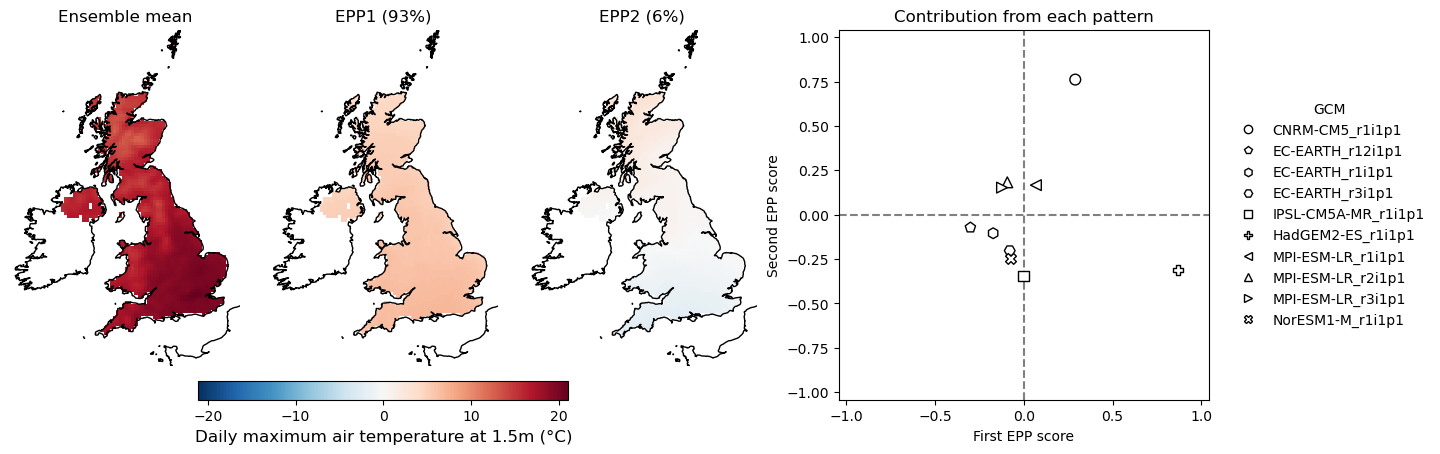 Ensemble mean
EPP1 (93%)
EPP2 (6%)
−20
−10
0
10
20
Daily maximum air temperature at 1.5m (°C)
Contribution from each pattern
1.00
0.75
0.50
0.25
0.00
−0.25
−0.50
−0.75
−1.00
Second EPP score
−1.0
−0.5
0.0
0.5
1.0
First EPP score
GCM
CNRM-CM5_r1i1p1
EC-EARTH_r12i1p1
EC-EARTH_r1i1p1
EC-EARTH_r3i1p1
IPSL-CM5A-MR_r1i1p1
HadGEM2-ES_r1i1p1
MPI-ESM-LR_r1i1p1
MPI-ESM-LR_r2i1p1
MPI-ESM-LR_r3i1p1
NorESM1-M_r1i1p1